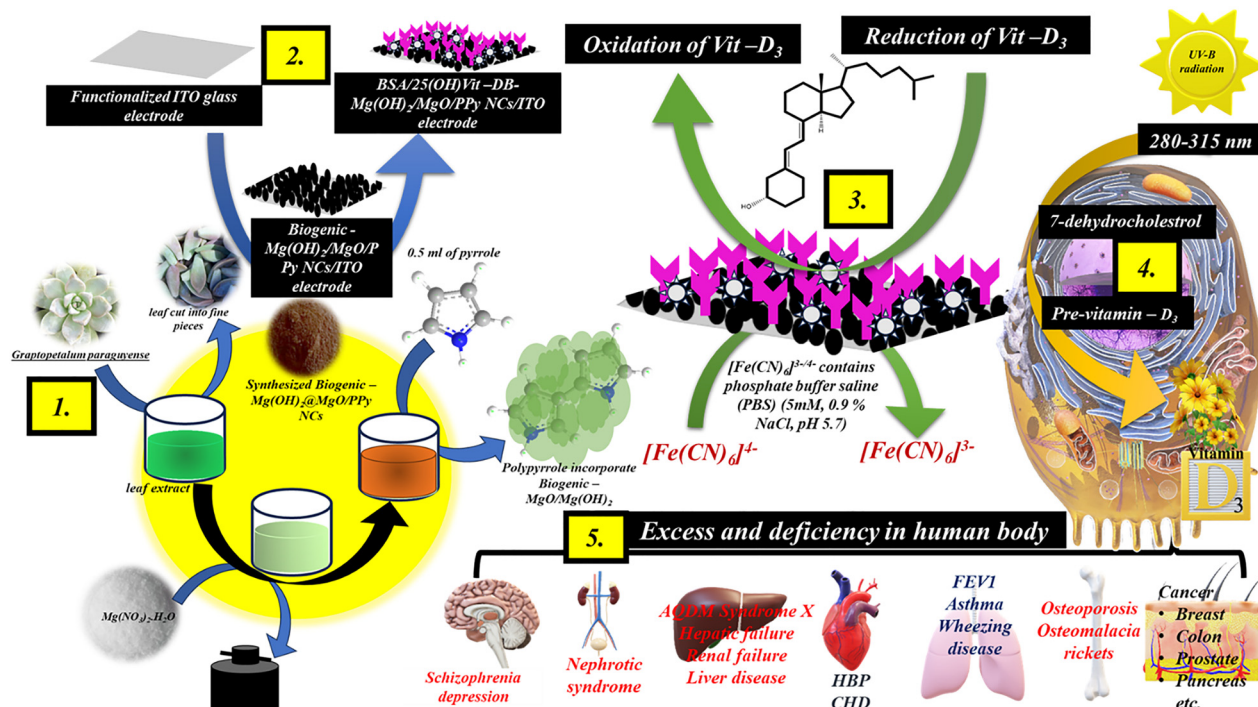 1.
Graptopetalum paraguyense
leaf cut into fine
pieces
leaf extract
Mg(NO₃)₂.H₂O
Synthesized Biogenic –
Mg(OH)₂@MgO/PPy
NCs
0.5 ml of pyrrole
N
H
Polypyrrole incorporate
Biogenic –
MgO/Mg(OH)₂
2.
Functionalized ITO glass
electrode
Biogenic -
Mg(OH)₂/MgO/P
Py NCs/ITO
electrode
BSA/25(OH)Vit –DB-
Mg(OH)₂/MgO/PPy NCs/ITO
electrode
3.
Oxidation of Vit –D₃
Reduction of Vit –D₃
H
HO
[Fe(CN)₆]³⁻/⁴⁻ contains
phosphate buffer saline
(PBS) (5mM, 0.9 %
NaCl, pH 5.7)
[Fe(CN)₆]⁴⁻
[Fe(CN)₆]³⁻
UV-B
radiation
280-315 nm
7-dehydrocholestrol
4.
Pre-vitamin – D₃
Vitamin
D
3
5.
Excess and deficiency in human body
Schizophrenia
depression
Nephrotic
syndrome
AQDM Syndrome X
Hepatic failure
Renal failure
Liver disease
HBP
CHD
FEV1
Asthma
Wheezing
disease
Osteoporosis
Osteomalacia
rickets
Cancer
• Breast
• Colon
• Prostate
• Pancreas
etc.